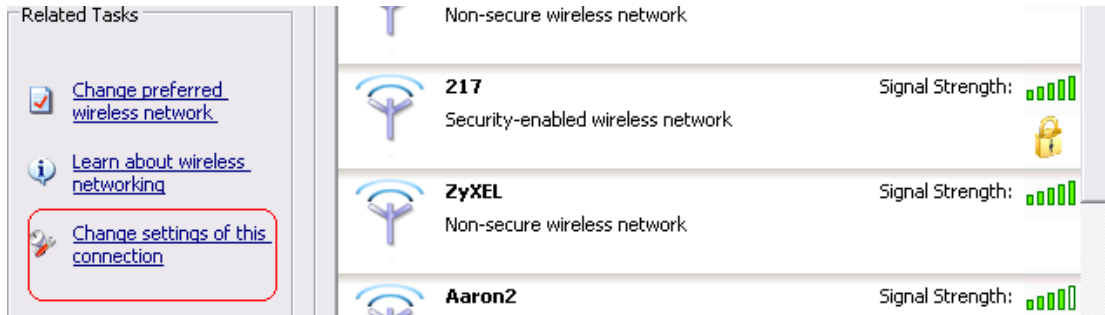 Related Tasks
Change preferred
wireless network
Learn about wireless
networking
Change settings of this
connection
Non-secure wireless network
217
Signal Strength:
Security-enabled wireless network
ZyXEL
Signal Strength:
Non-secure wireless network
Aaron2
Signal Strength: